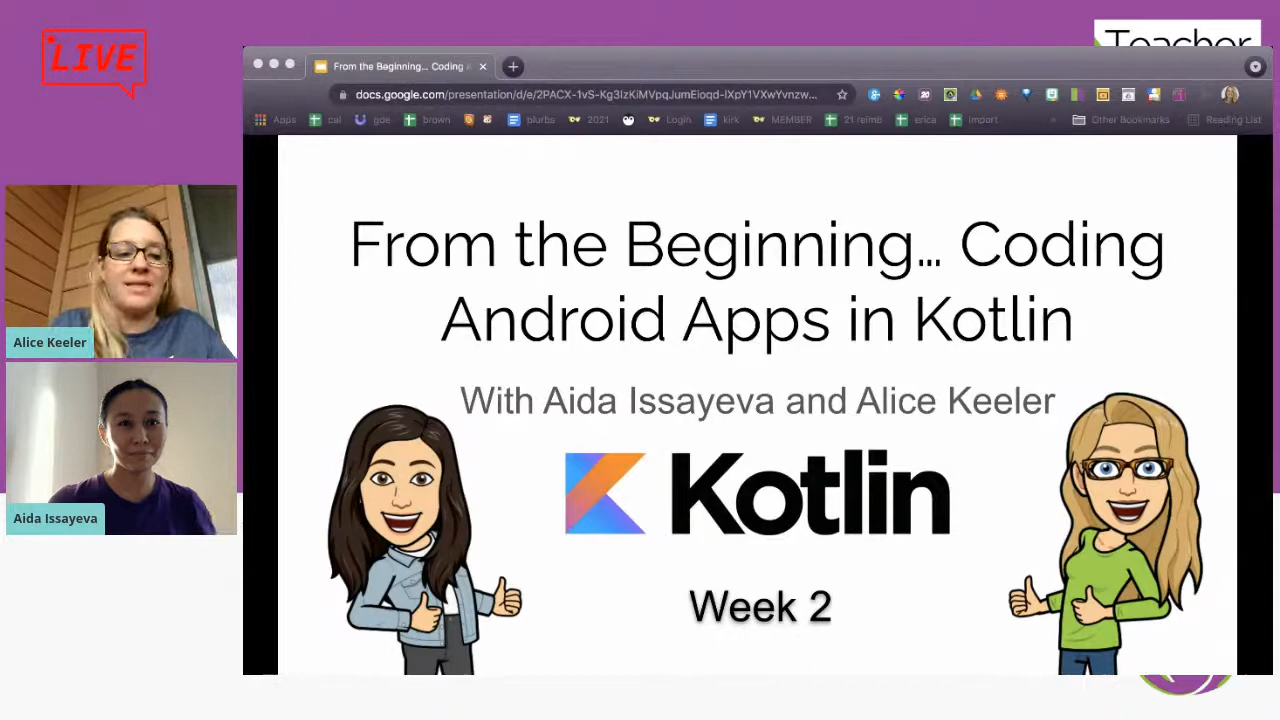 LIVE
Teacher
From the Beginning... Coding
docs.google.com/presentation/d/e/2PACX-1vS-Kg3IzKiMVpqJumEioqd-IXpY1VXwYvnzw...
Apps cal gde brown blurbs 2021 Login kirk MEMBER 21 reimb erica import » Other Bookmarks Reading List
From the Beginning... Coding
Android Apps in Kotlin
With Aida Issayeva and Alice Keeler
Kotlin
Week 2
Alice Keeler
Aida Issayeva